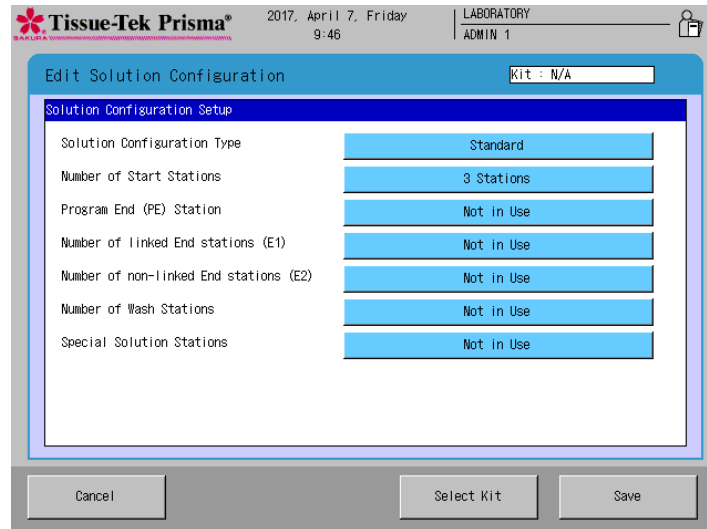 Tissue-Tek Prisma®
SAKURA
2017, April 7, Friday
9:46
LABORATORY
ADMIN 1
Edit Solution Configuration
Kit : N/A
Solution Configuration Setup
Solution Configuration Type Standard
Number of Start Stations 3 Stations
Program End (PE) Station Not in Use
Number of linked End stations (E1) Not in Use
Number of non-linked End stations (E2) Not in Use
Number of Wash Stations Not in Use
Special Solution Stations Not in Use
Cancel Select Kit Save